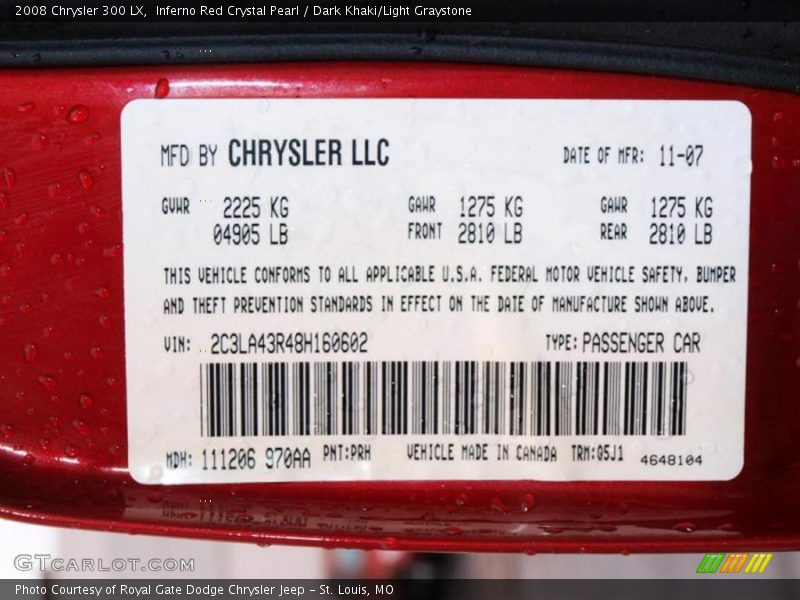 2008 Chrysler 300 LX,  Inferno Red Crystal Pearl / Dark Khaki/Light Graystone
MFD BY CHRYSLER LLC DATE OF MFR: 11-07
GVWR 2225 KG GAWR 1275 KG GAWR 1275 KG
04905 LB FRONT 2810 LB REAR 2810 LB
THIS VEHICLE CONFORMS TO ALL APPLICABLE U.S.A. FEDERAL MOTOR VEHICLE SAFETY, BUMPER
AND THEFT PREVENTION STANDARDS IN EFFECT ON THE DATE OF MANUFACTURE SHOWN ABOVE.
VIN: 2C3LA43R48H160602 TYPE: PASSENGER CAR
MDH: 111206 970AA PNT:PRH VEHICLE MADE IN CANADA TRM:05J1 4648104
GTCARLOT.COM
Photo Courtesy of Royal Gate Dodge Chrysler Jeep - St. Louis, MO